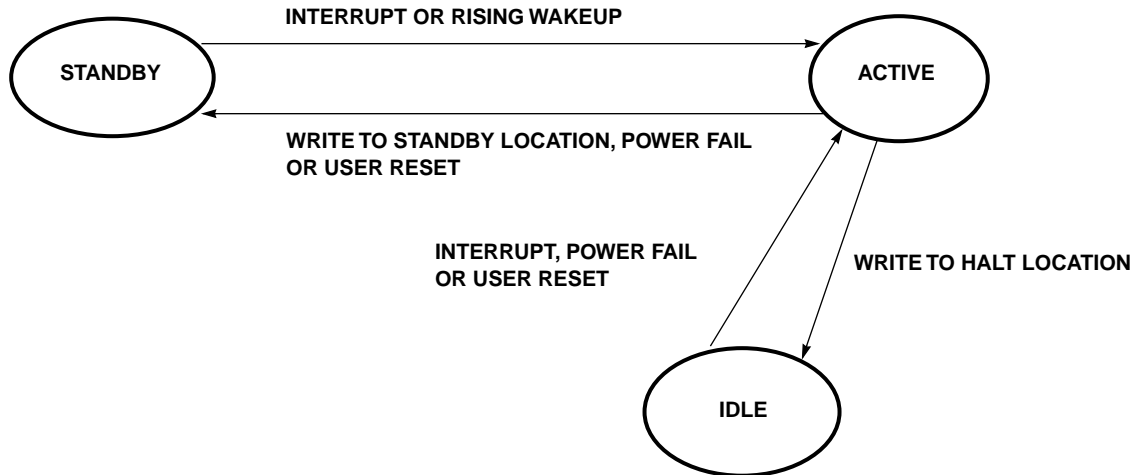 INTERRUPT OR RISING WAKEUP
STANDBY
ACTIVE
WRITE TO STANDBY LOCATION, POWER FAIL
OR USER RESET
INTERRUPT, POWER FAIL
OR USER RESET
WRITE TO HALT LOCATION
IDLE